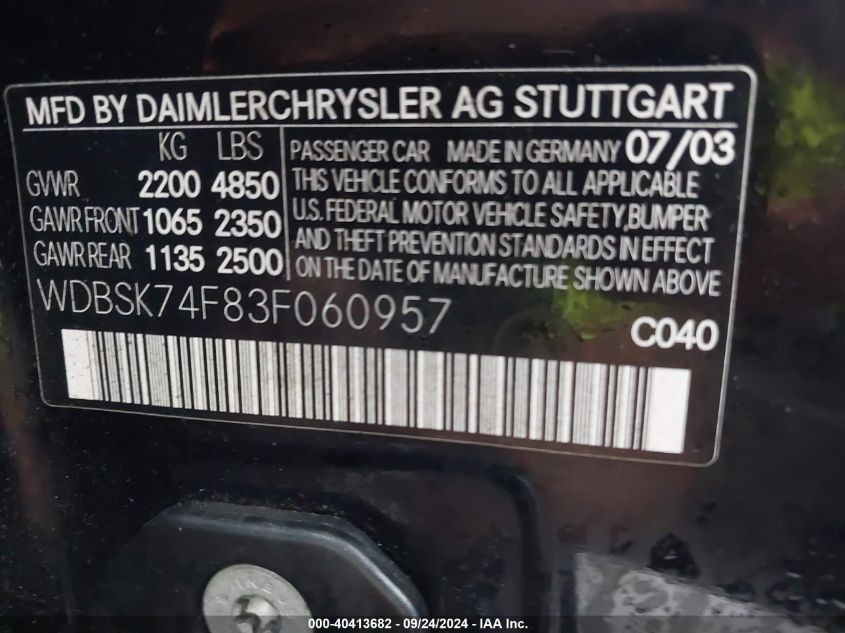 MFD BY DAIMLERCHRYSLER AG STUTTGART
KG LBS
GVWR 2200 4850
GAWR FRONT 1065 2350
GAWR REAR 1135 2500
PASSENGER CAR MADE IN GERMANY 07/03
THIS VEHICLE CONFORMS TO ALL APPLICABLE
U.S. FEDERAL MOTOR VEHICLE SAFETY, BUMPER
AND THEFT PREVENTION STANDARDS IN EFFECT
ON THE DATE OF MANUFACTURE SHOWN ABOVE
WDBSK74F83F060957
C040
000-40413682 - 09/24/2024 - IAA Inc.